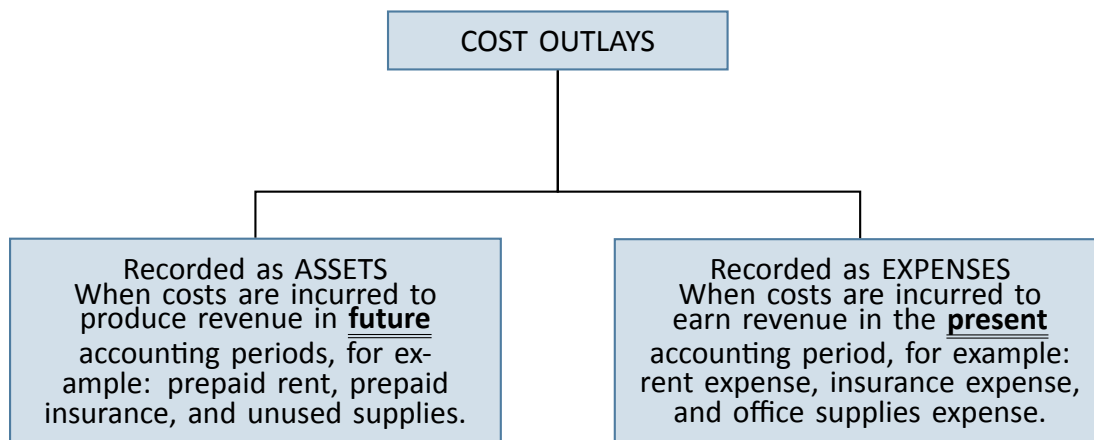 COST OUTLAYS
Recorded as ASSETS
When costs are incurred to
produce revenue in future
accounting periods, for ex-
ample: prepaid rent, prepaid
insurance, and unused supplies.
Recorded as EXPENSES
When costs are incurred to
earn revenue in the present
accounting period, for example:
rent expense, insurance expense,
and office supplies expense.